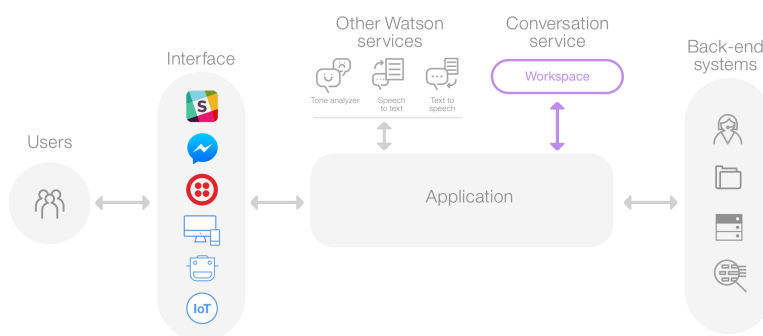 Users
Interface
S
IoT
Other Watson
services
Tone analyzer
Speech
to text
Text to
speech
Conversation
service
Workspace
Application
Back-end
systems